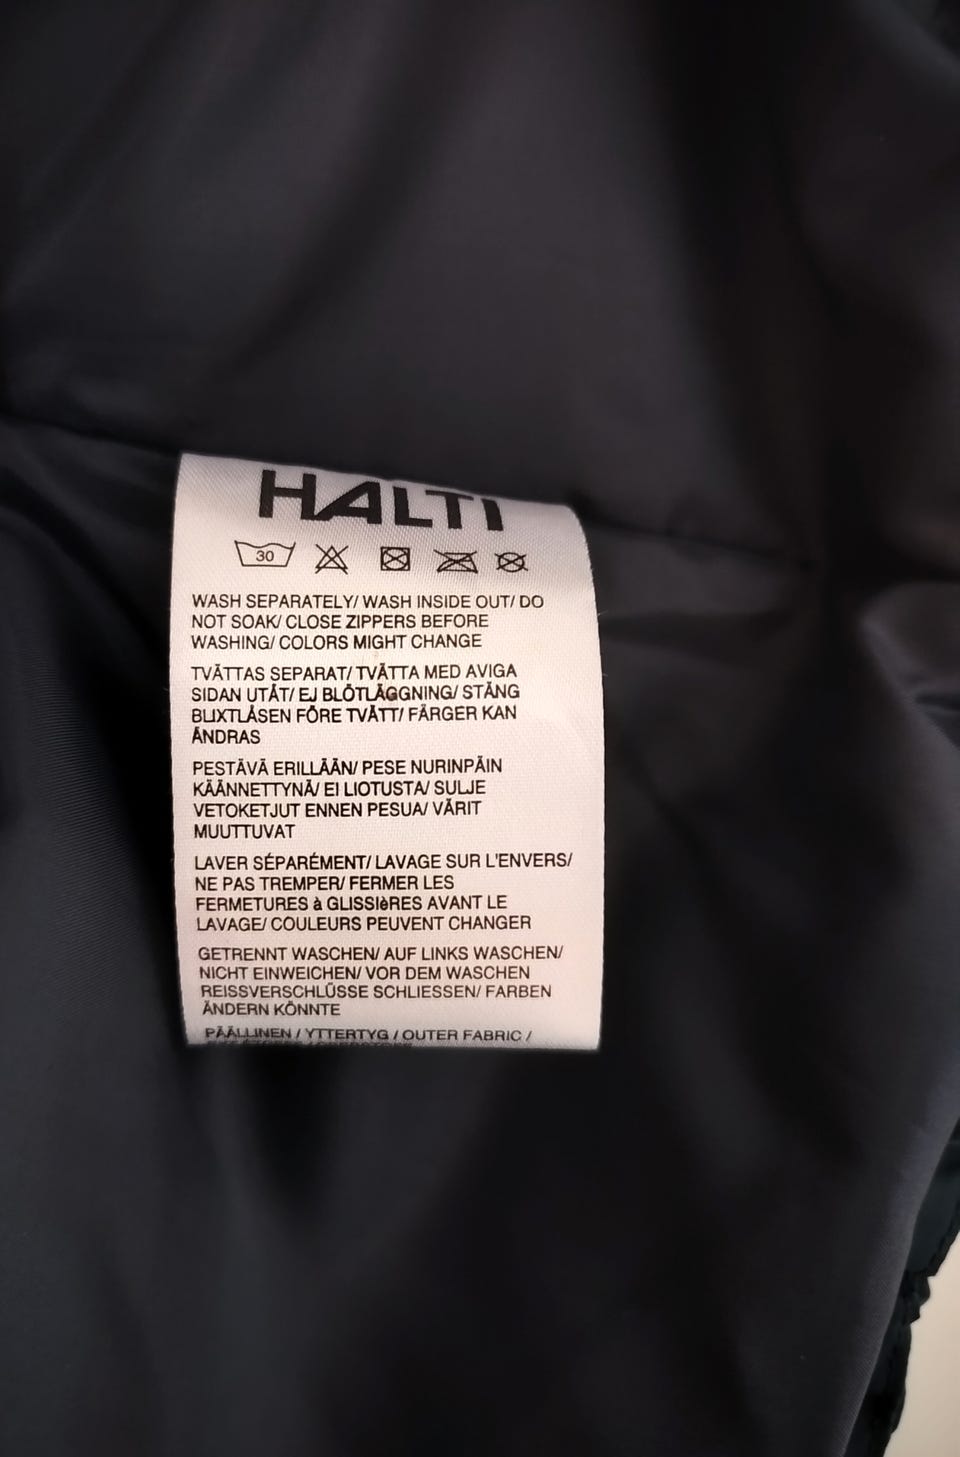 HALTI
30
WASH SEPARATELY/ WASH INSIDE OUT/ DO
NOT SOAK/ CLOSE ZIPPERS BEFORE
WASHING/ COLORS MIGHT CHANGE
TVÄTTAS SEPARAT/ TVÄTTA MED AVIGA
SIDAN UTÅT/ EJ BLÖTLÄGGNING/ STÄNG
BLIXTLÅSEN FÖRE TVÄTT/ FÄRGER KAN
ÄNDRAS
PESTÄVÄ ERILLÄÄN/ PESE NURINPÄIN
KÄÄNNETTYNÄ/ EI LIOTUSTA/ SULJE
VETOKETJUT ENNEN PESUA/ VÄRIT
MUUTTUVAT
LAVER SÉPARÉMENT/ LAVAGE SUR L'ENVERS/
NE PAS TREMPER/ FERMER LES
FERMETURES à GLISSIèRES AVANT LE
LAVAGE/ COULEURS PEUVENT CHANGER
GETRENNT WASCHEN/ AUF LINKS WASCHEN/
NICHT EINWEICHEN/ VOR DEM WASCHEN
REISSVERSCHLÜSSE SCHLIESSEN/ FARBEN
ÄNDERN KÖNNTE
PÄÄLLINEN / YTTERTYG / OUTER FABRIC /